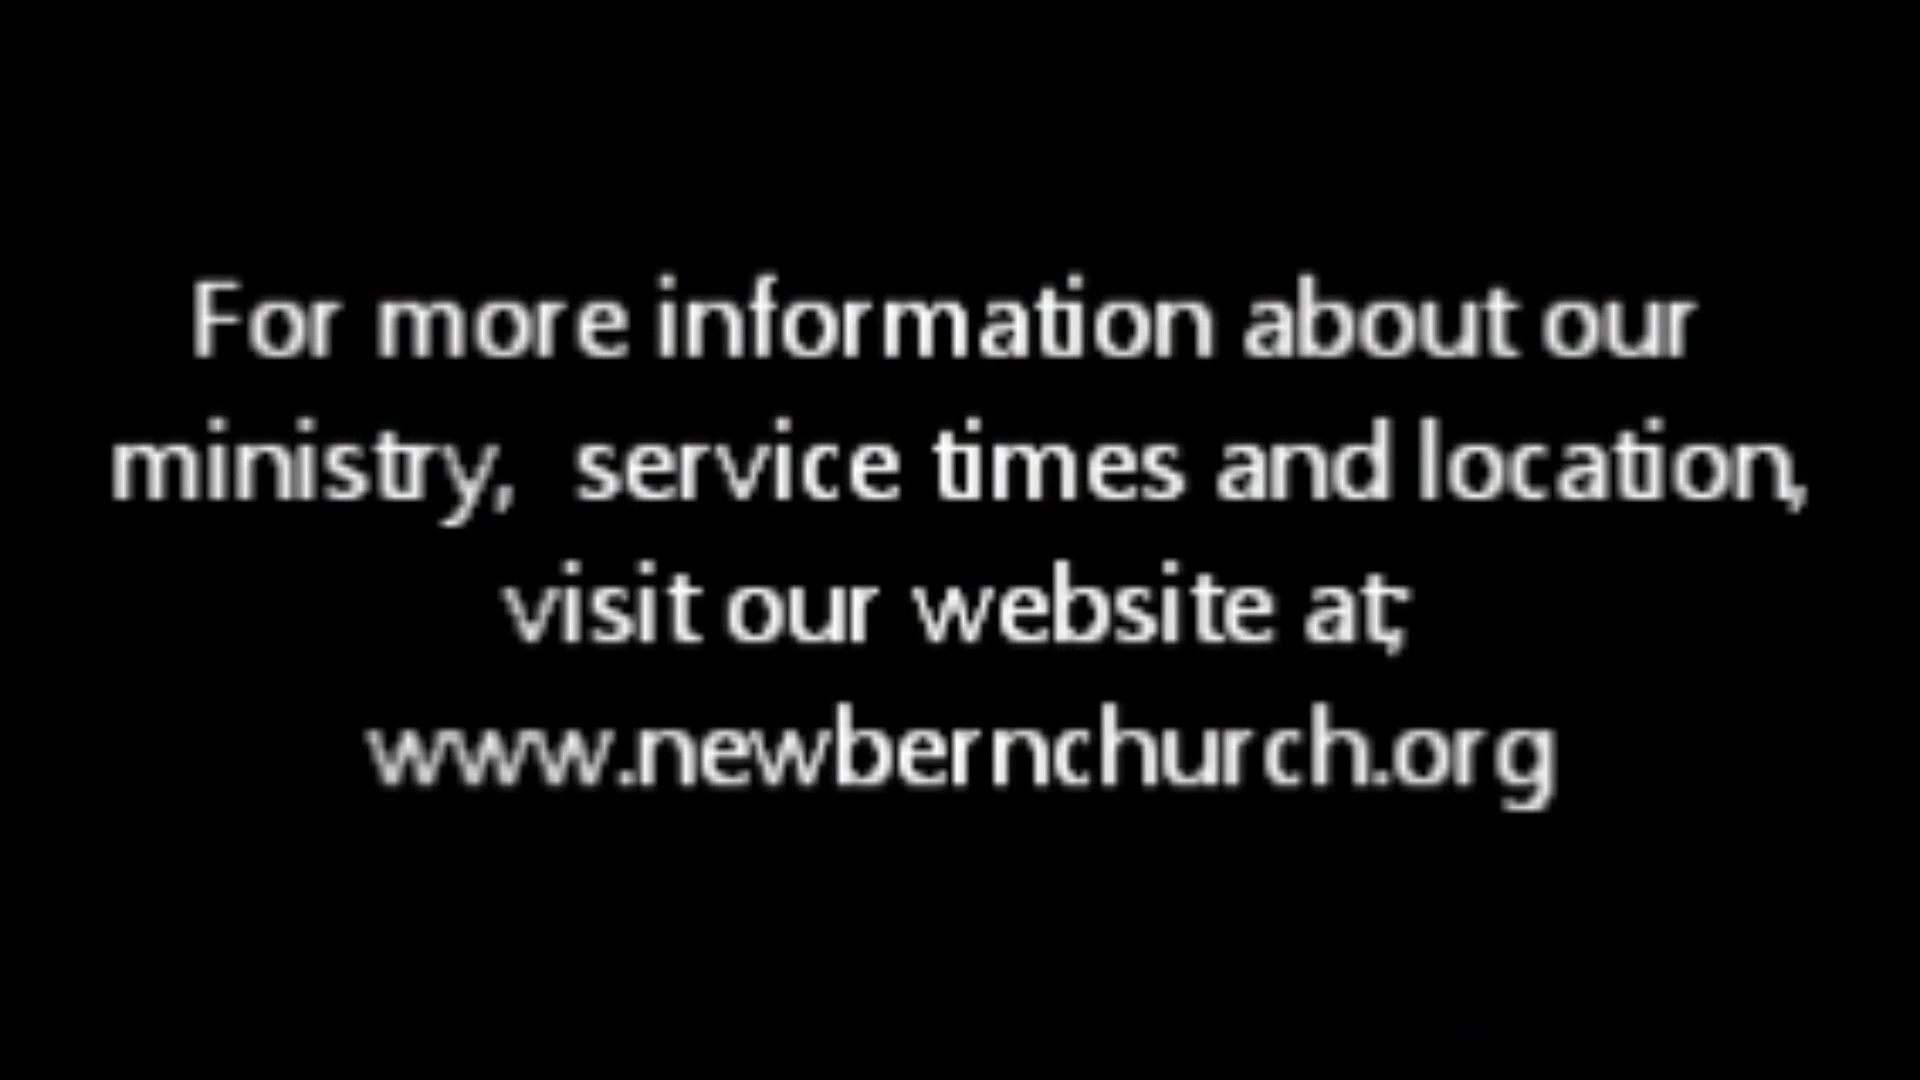 For more information about our
ministry,  service times and location,
visit our website at;
www.newbernchurch.org